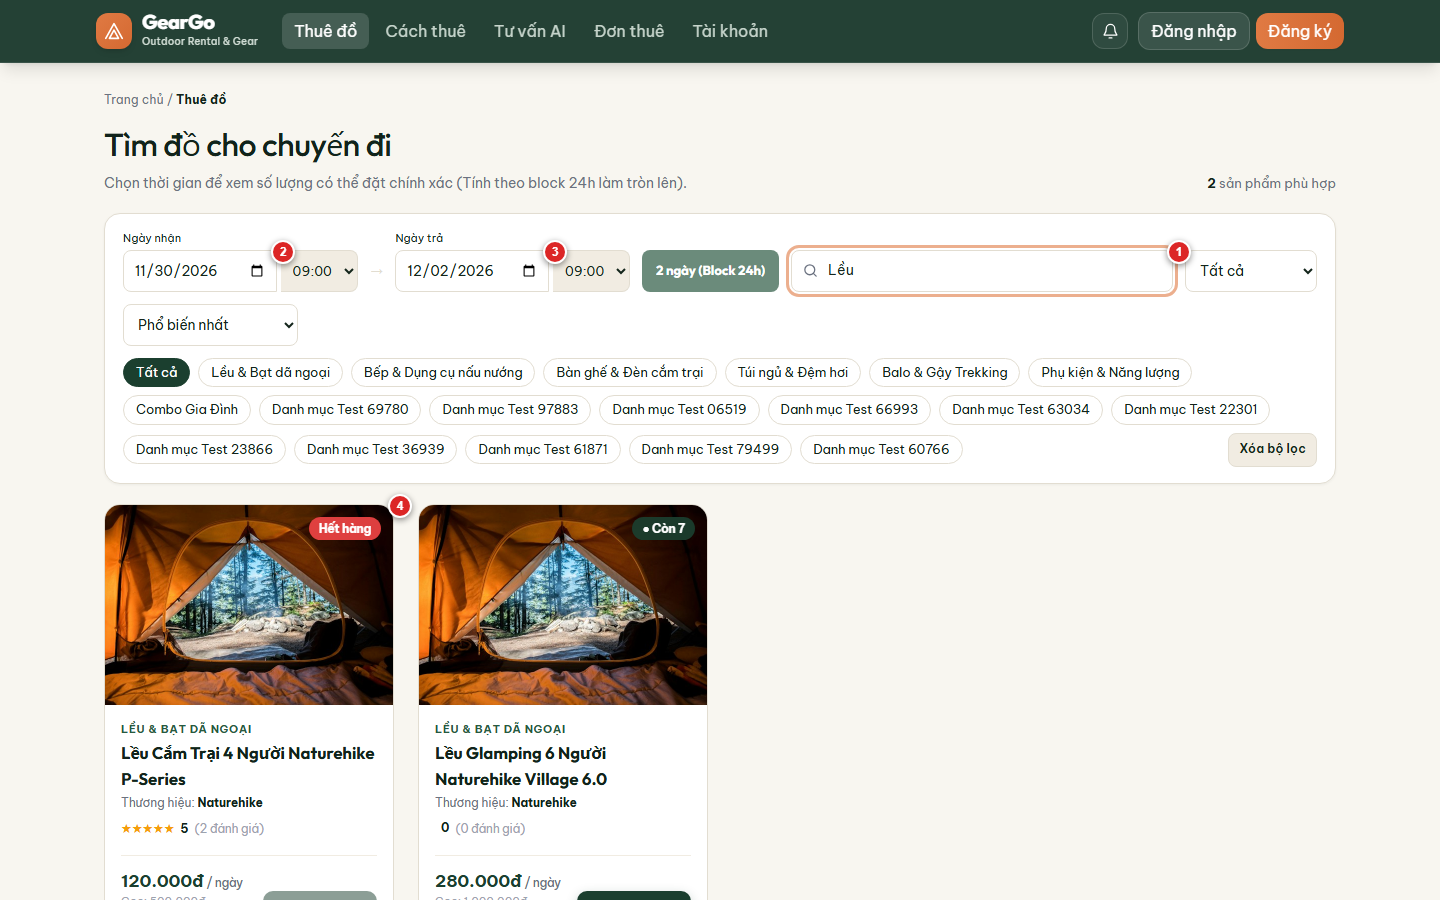 GearGo
Outdoor Rental & Gear
Thuê đồ
Cách thuê
Tư vấn AI
Đơn thuê
Tài khoản
Đăng nhập
Đăng ký
Trang chủ / Thuê đồ
Tìm đồ cho chuyến đi
Chọn thời gian để xem số lượng có thể đặt chính xác (Tính theo block 24h làm tròn lên).
2 sản phẩm phù hợp
Ngày nhận
Ngày trả
11/30/2026
2
09:00
→
12/02/2026
3
09:00
2 ngày (Block 24h)
Lều
1
Tất cả
Phổ biến nhất
Tất cả
Lều & Bạt dã ngoại
Bếp & Dụng cụ nấu nướng
Bàn ghế & Đèn cắm trại
Túi ngủ & Đệm hơi
Balo & Gậy Trekking
Phụ kiện & Năng lượng
Combo Gia Đình
Danh mục Test 69780
Danh mục Test 97883
Danh mục Test 06519
Danh mục Test 66993
Danh mục Test 63034
Danh mục Test 22301
Danh mục Test 23866
Danh mục Test 36939
Danh mục Test 61871
Danh mục Test 79499
Danh mục Test 60766
Xóa bộ lọc
4
Hết hàng
● Còn 7
LỀU & BẠT DÃ NGOẠI
Lều Cắm Trại 4 Người Naturehike
P-Series
Thương hiệu: Naturehike
★★★★★ 5 (2 đánh giá)
120.000đ / ngày
LỀU & BẠT DÃ NGOẠI
Lều Glamping 6 Người
Naturehike Village 6.0
Thương hiệu: Naturehike
0 (0 đánh giá)
280.000đ / ngày